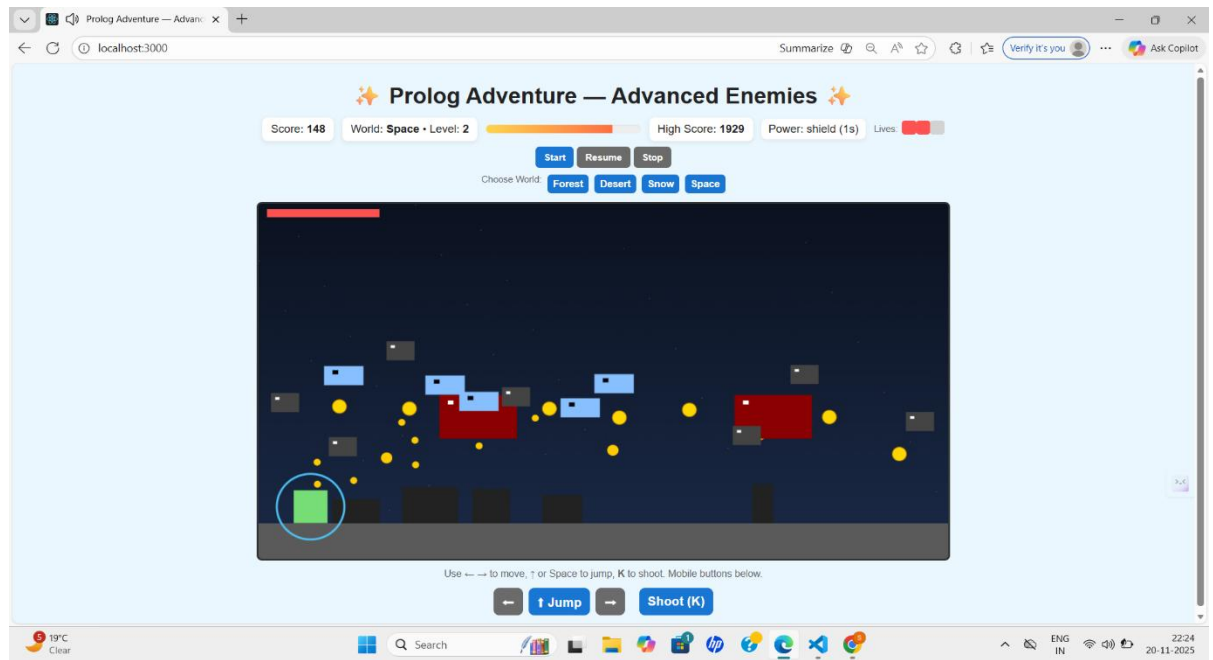 Prolog Adventure — Advanc
localhost:3000
Summarize
Verify it's you
Ask Copilot
✨ Prolog Adventure — Advanced Enemies ✨
Score: 148 World: Space • Level: 2 High Score: 1929 Power: shield (1s) Lives:
Start Resume Stop
Choose World: Forest Desert Snow Space
Use ← → to move, ↑ or Space to jump, K to shoot. Mobile buttons below.
← ↑ Jump → Shoot (K)
5 19°C
Clear
Search
ENG
IN
22:24
20-11-2025